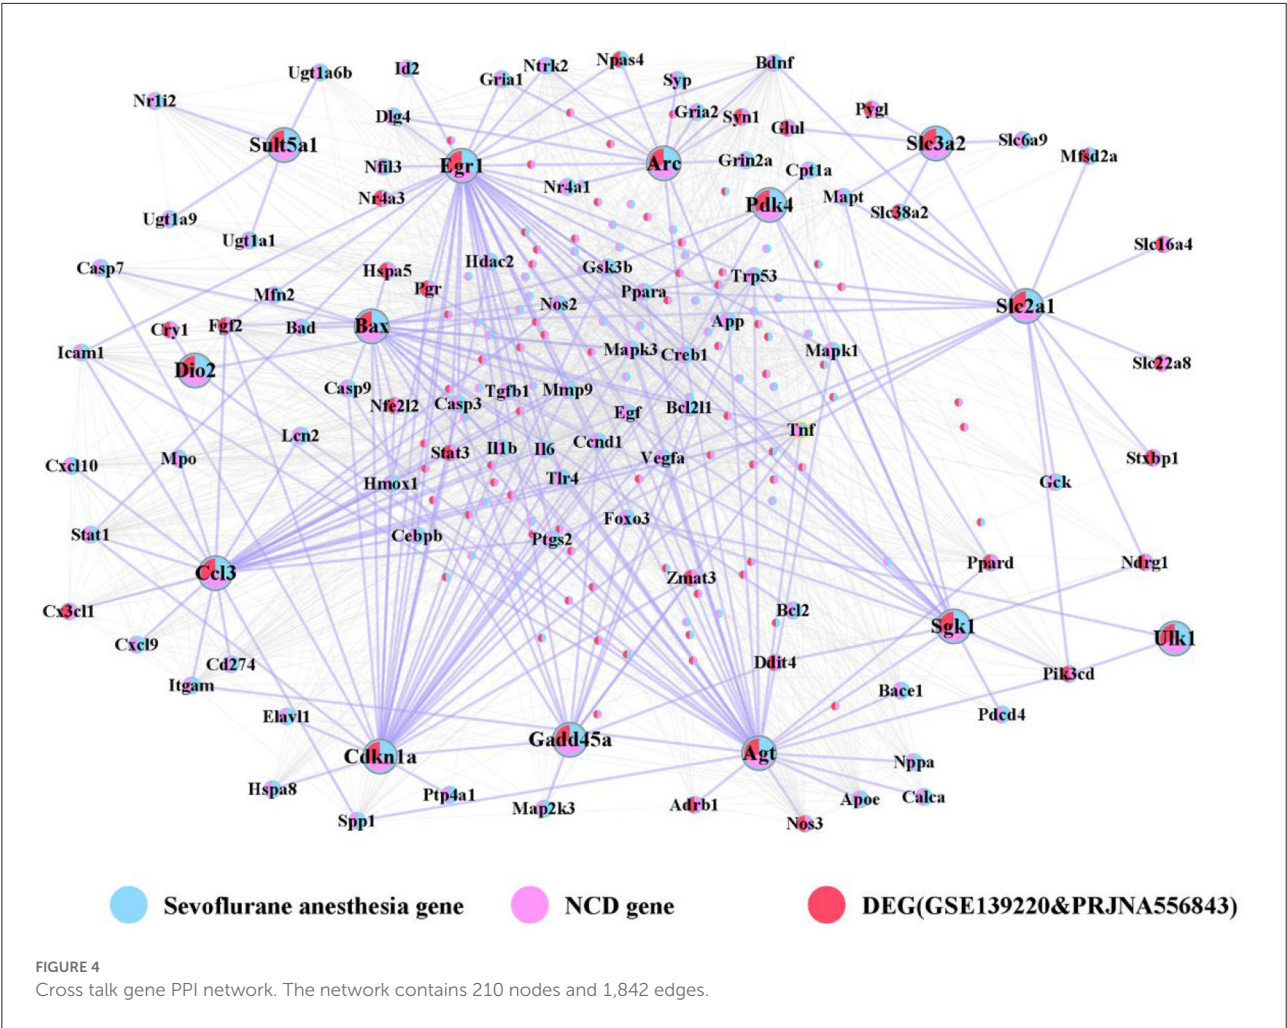 Npas4
Ugt1a6b
Id2
Ntrk2
Bdnf
Gria1
Syp
Nr1i2
Dlg4
Gria2
Syn1
Pygl
Glul
Sult5a1
Slc3a2
Slc6a9
Nfil3
Egr1
Arc
Grin2a
Mfsd2a
Cpt1a
Nr4a3
Nr4a1
Pdk4
Mapt
Slc38a2
Ugt1a9
Ugt1a1
Slc16a4
Casp7
Hspa5
Hdac2
Gsk3b
Trp53
Pgr
Mfn2
Nos2
Ppara
Slc2a1
Cry1
Fgf2
Bad
Bax
App
Icam1
Mapk3
Creb1
Mapk1
Slc22a8
Dio2
Casp9
Nfe2l2
Casp3
Tgfb1
Mmp9
Egf
Bcl2l1
Lcn2
Tnf
Cxcl10
Mpo
Stat3
Il1b
Il6
Ccnd1
Vegfa
Stxbp1
Hmox1
Tlr4
Gck
Stat1
Cebpb
Ptgs2
Foxo3
Ccl3
Zmat3
Ppard
Ndrg1
Cx3cl1
Bcl2
Sgk1
Ulk1
Cxcl9
Cd274
Ddit4
Pik3cd
Itgam
Bace1
Elavl1
Pdcd4
Cdkn1a
Gadd45a
Agt
Nppa
Hspa8
Ptp4a1
Map2k3
Adrb1
Apoe
Calca
Spp1
Nos3
Sevoflurane anesthesia gene
NCD gene
DEG(GSE139220&PRJNA556843)
FIGURE 4
Cross talk gene PPI network. The network contains 210 nodes and 1,842 edges.